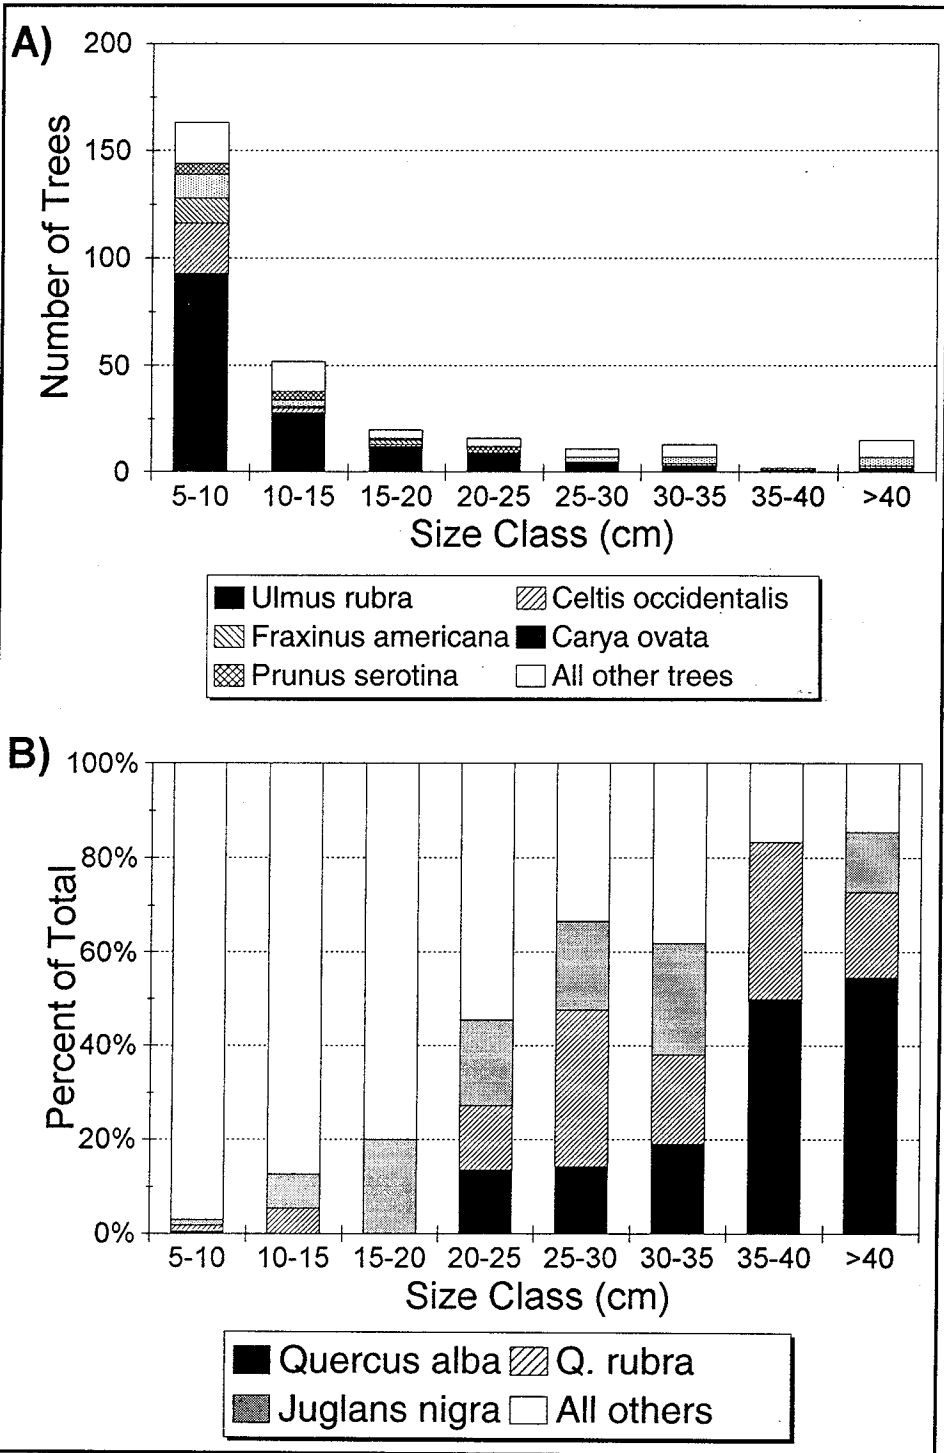 A)
200
150
100
50
0
Number of Trees
5-10 10-15 15-20 20-25 25-30 30-35 35-40 >40
Size Class (cm)
Ulmus rubra Celtis occidentalis
Fraxinus americana Carya ovata
Prunus serotina All other trees
B)
100%
80%
60%
40%
20%
0%
Percent of Total
5-10 10-15 15-20 20-25 25-30 30-35 35-40 >40
Size Class (cm)
Quercus alba Q. rubra
Juglans nigra All others